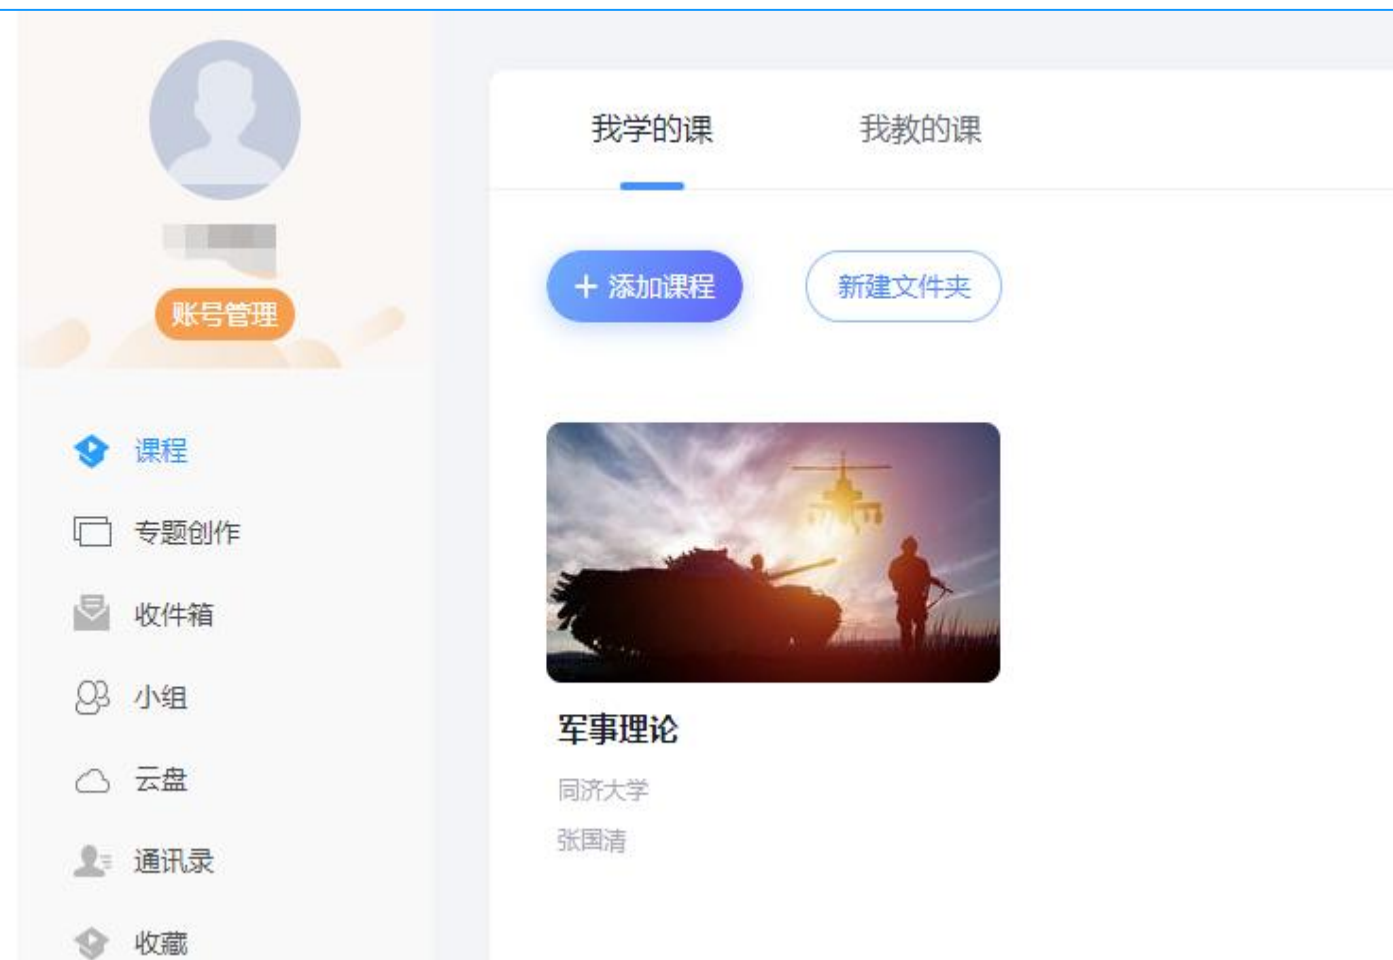 账号管理
课程
专题创作
收件箱
小组
云盘
通讯录
收藏
我学的课
我教的课
+ 添加课程
新建文件夹
军事理论
同济大学
张国清